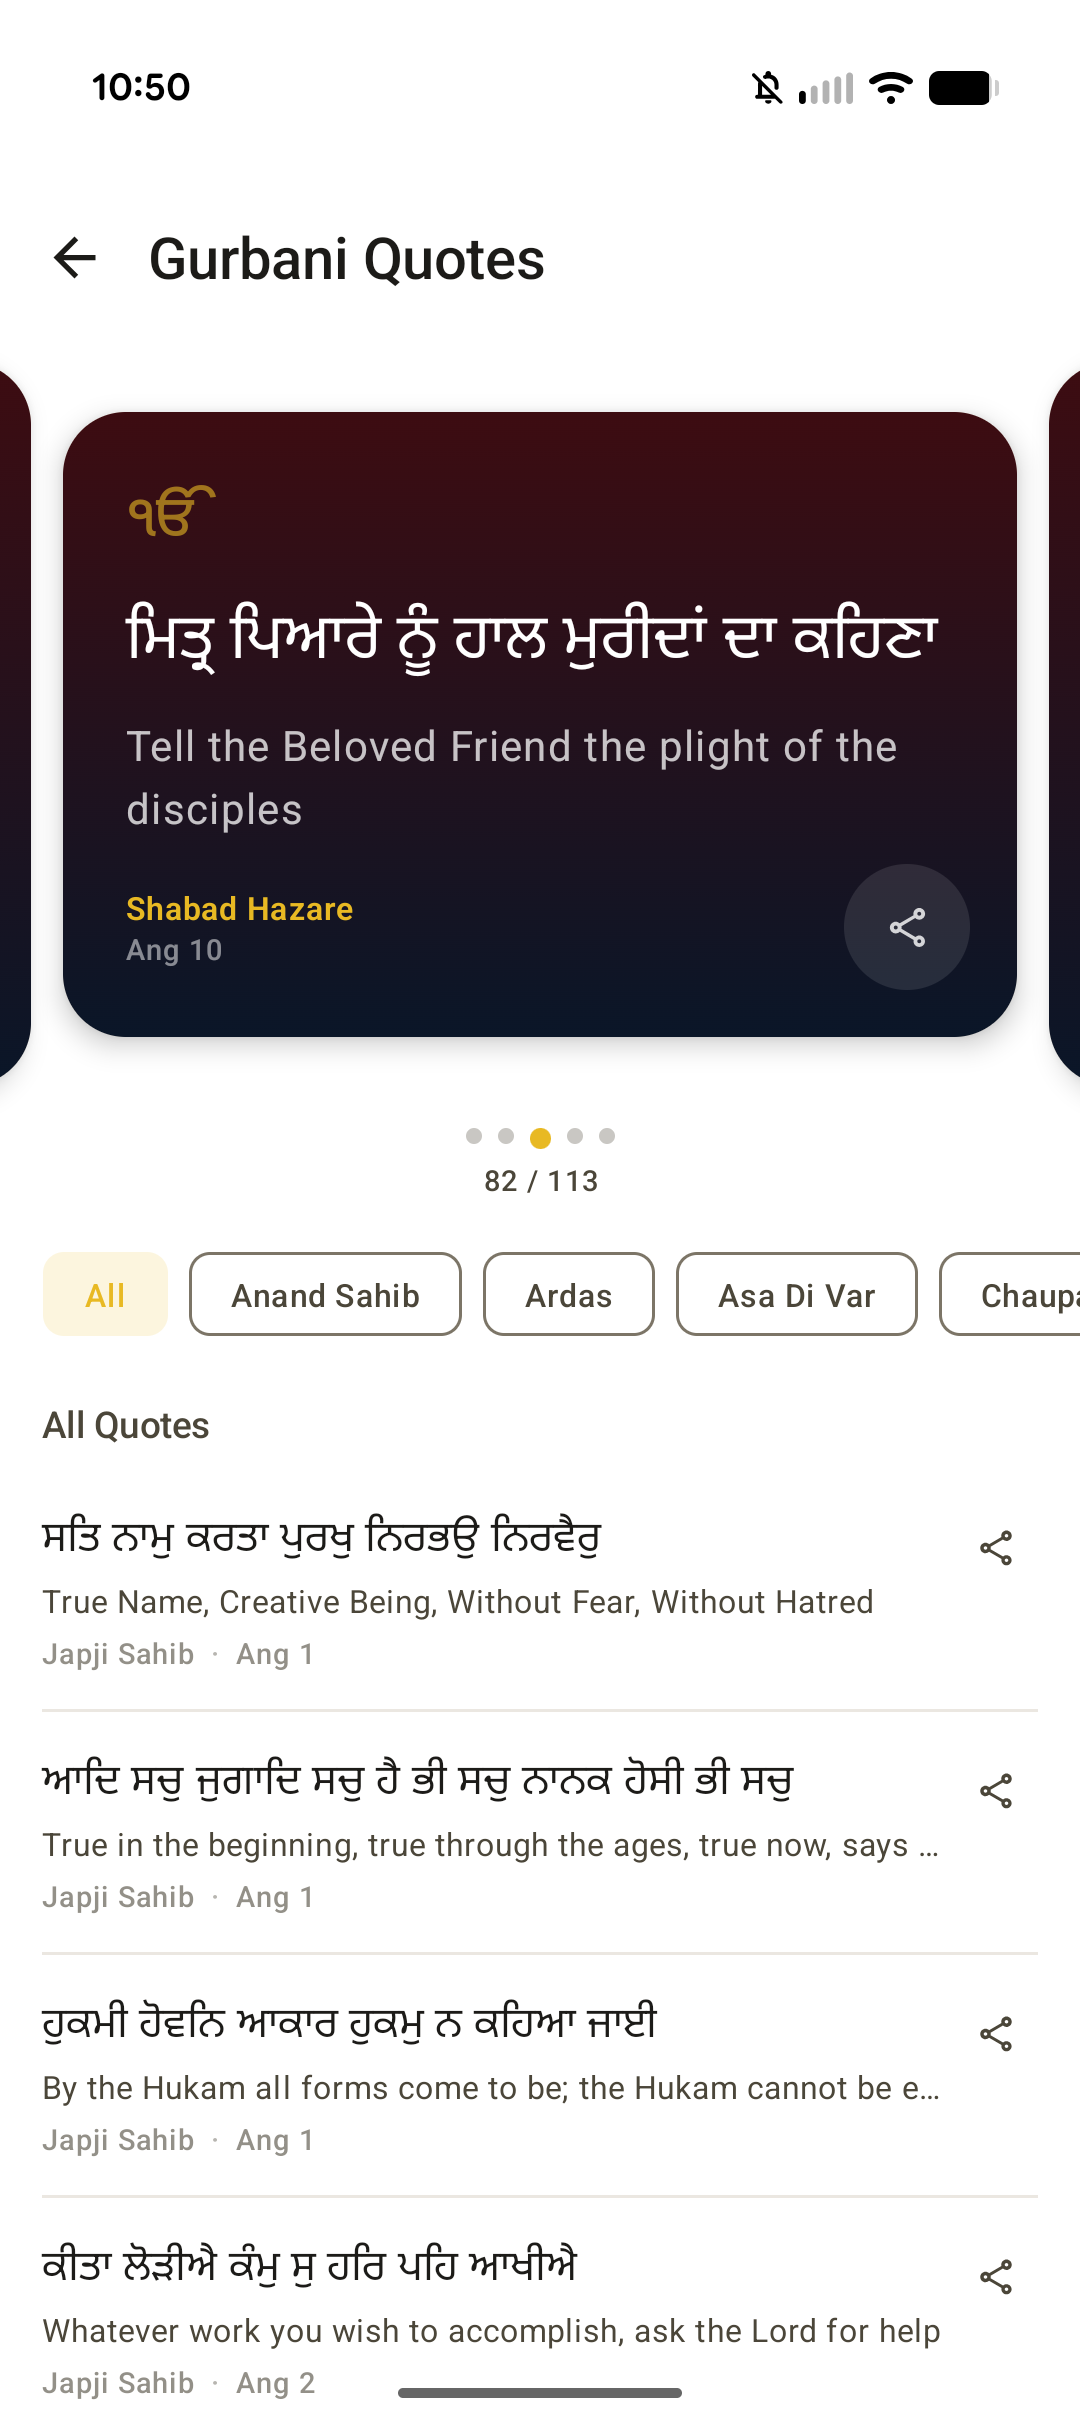 10:50
Gurbani Quotes
ੴ
ਮਿਤ੍ਰ ਪਿਆਰੇ ਨੂੰ ਹਾਲ ਮੁਰੀਦਾਂ ਦਾ ਕਹਿਣਾ
Tell the Beloved Friend the plight of the
disciples
Shabad Hazare
Ang 10
82 / 113
All
Anand Sahib
Ardas
Asa Di Var
All Quotes
ਸਤਿ ਨਾਮੁ ਕਰਤਾ ਪੁਰਖੁ ਨਿਰਭਉ ਨਿਰਵੈਰੁ
True Name, Creative Being, Without Fear, Without Hatred
Japji Sahib · Ang 1
ਆਦਿ ਸਚੁ ਜੁਗਾਦਿ ਸਚੁ ਹੈ ਭੀ ਸਚੁ ਨਾਨਕ ਹੋਸੀ ਭੀ ਸਚੁ
True in the beginning, true through the ages, true now, says ...
Japji Sahib · Ang 1
ਹੁਕਮੀ ਹੋਵਨਿ ਆਕਾਰ ਹੁਕਮੁ ਨ ਕਹਿਆ ਜਾਈ
By the Hukam all forms come to be; the Hukam cannot be e...
Japji Sahib · Ang 1
ਕੀਤਾ ਲੋੜੀਐ ਕੰਮੁ ਸੁ ਹਰਿ ਪਹਿ ਆਖੀਐ
Whatever work you wish to accomplish, ask the Lord for help
Japji Sahib · Ang 2